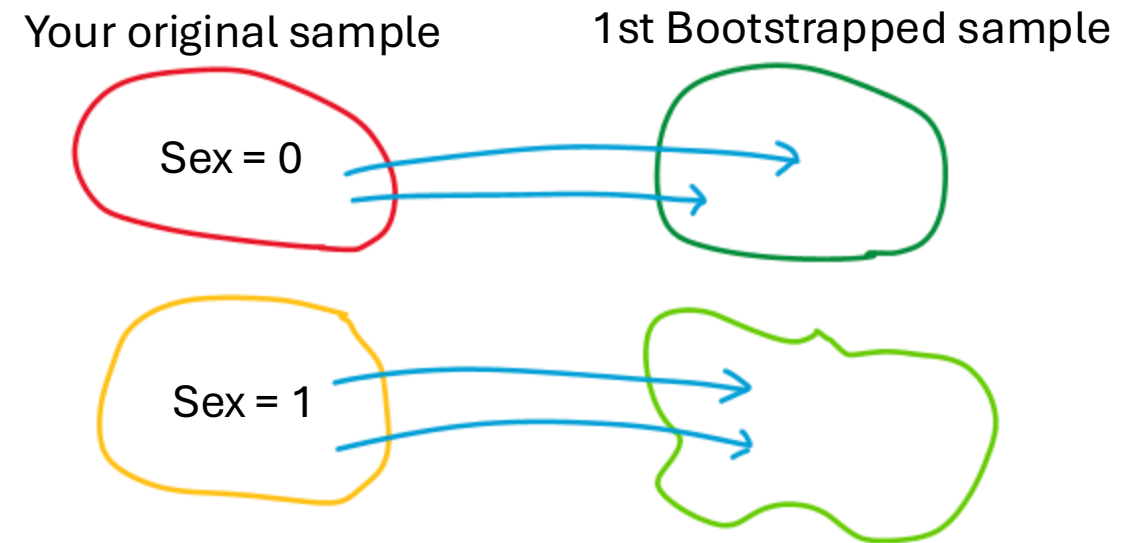 Your original sample
1st Bootstrapped sample
Sex = 0
Sex = 1